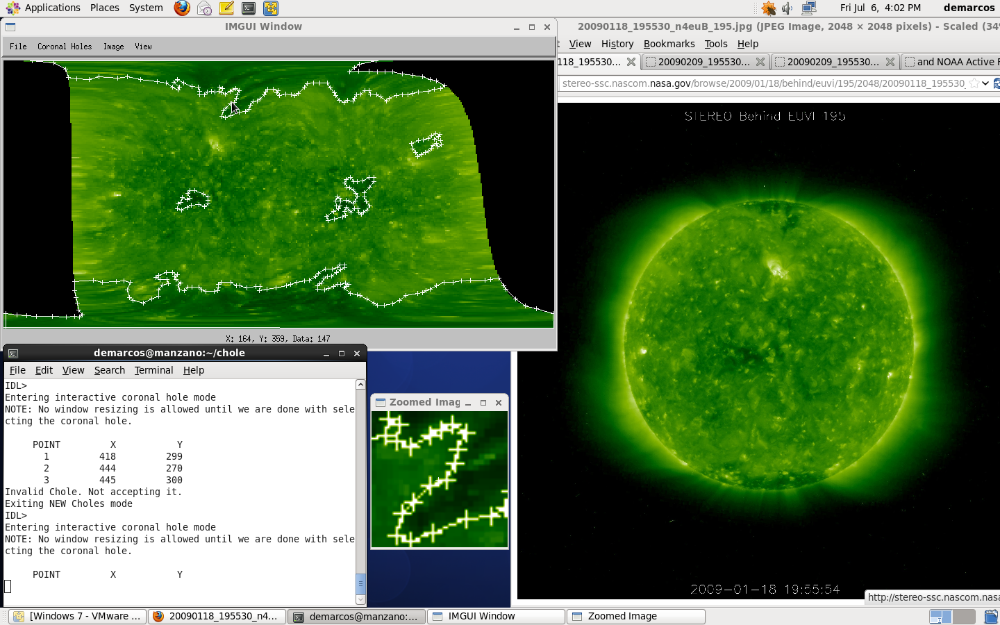 Applications Places System
Fri Jul 6, 4:02 PM demarcos
IMGUI Window
File Coronal Holes Image View
X: 164, Y: 359, Data: 147
20090118_195530_n4euB_195.jpg (JPEG Image, 2048 × 2048 pixels) - Scaled (34
View History Bookmarks Tools Help
118_195530... 20090209_195530... 20090209_195530... and NOAA Active
stereo-ssc.nascom.nasa.gov/browse/2009/01/18/behind/euvi/195/2048/20090118_195530_
STEREO Behind EUVI 195
2009-01-18 19:55:54
http://stereo-ssc.nascom.nasa
demarcos@manzano:~/chole
File Edit View Search Terminal Help
IDL>
Entering interactive coronal hole mode
NOTE: No window resizing is allowed until we are done with sele
cting the coronal hole.
POINT X Y
1 418 299
2 444 270
3 445 300
Invalid Chole. Not accepting it.
Exiting NEW Choles mode
IDL>
Entering interactive coronal hole mode
NOTE: No window resizing is allowed until we are done with sele
cting the coronal hole.
POINT X Y
Zoomed Imag
[Windows 7 - VMware ... 20090118_195530_n4... demarcos@manzano:... IMGUI Window Zoomed Image